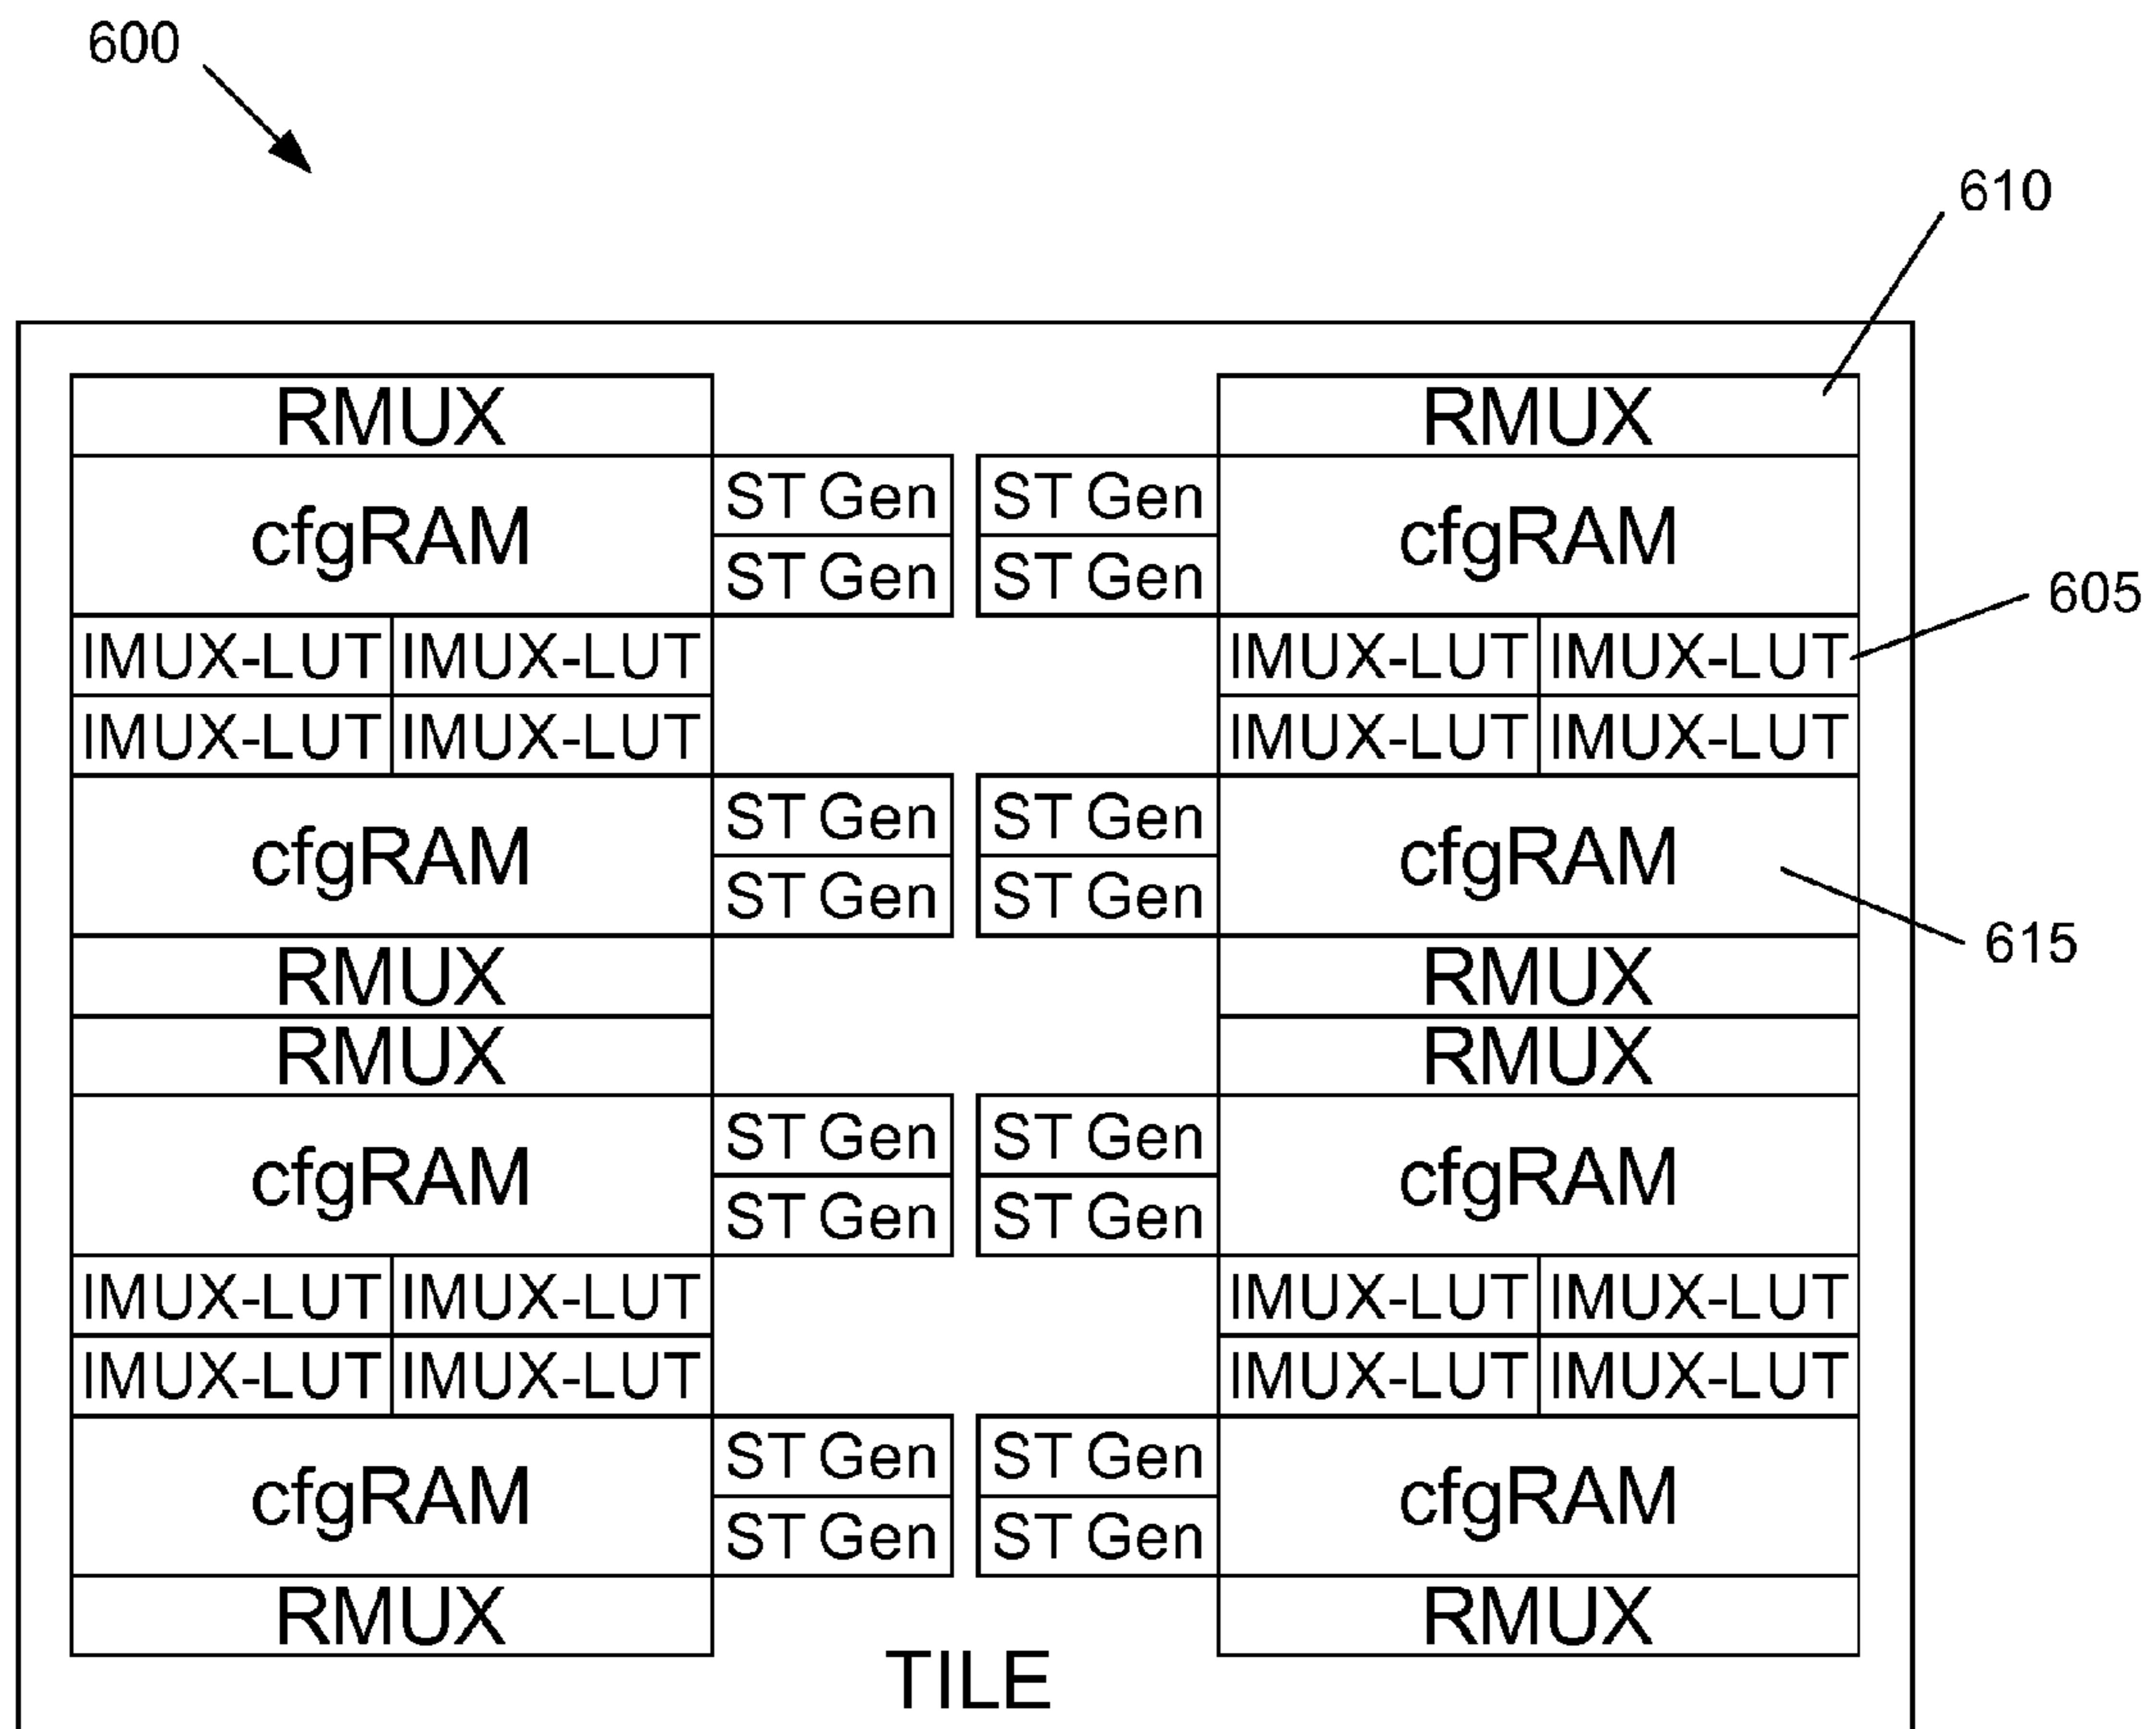 600
610
RMUX RMUX
cfgRAM ST Gen ST Gen cfgRAM
ST Gen ST Gen
605
IMUX-LUT IMUX-LUT IMUX-LUT IMUX-LUT
IMUX-LUT IMUX-LUT IMUX-LUT IMUX-LUT
cfgRAM ST Gen ST Gen cfgRAM
ST Gen ST Gen
615
RMUX RMUX
RMUX RMUX
cfgRAM ST Gen ST Gen cfgRAM
ST Gen ST Gen
IMUX-LUT IMUX-LUT IMUX-LUT IMUX-LUT
IMUX-LUT IMUX-LUT IMUX-LUT IMUX-LUT
cfgRAM ST Gen ST Gen cfgRAM
ST Gen ST Gen
RMUX RMUX
TILE